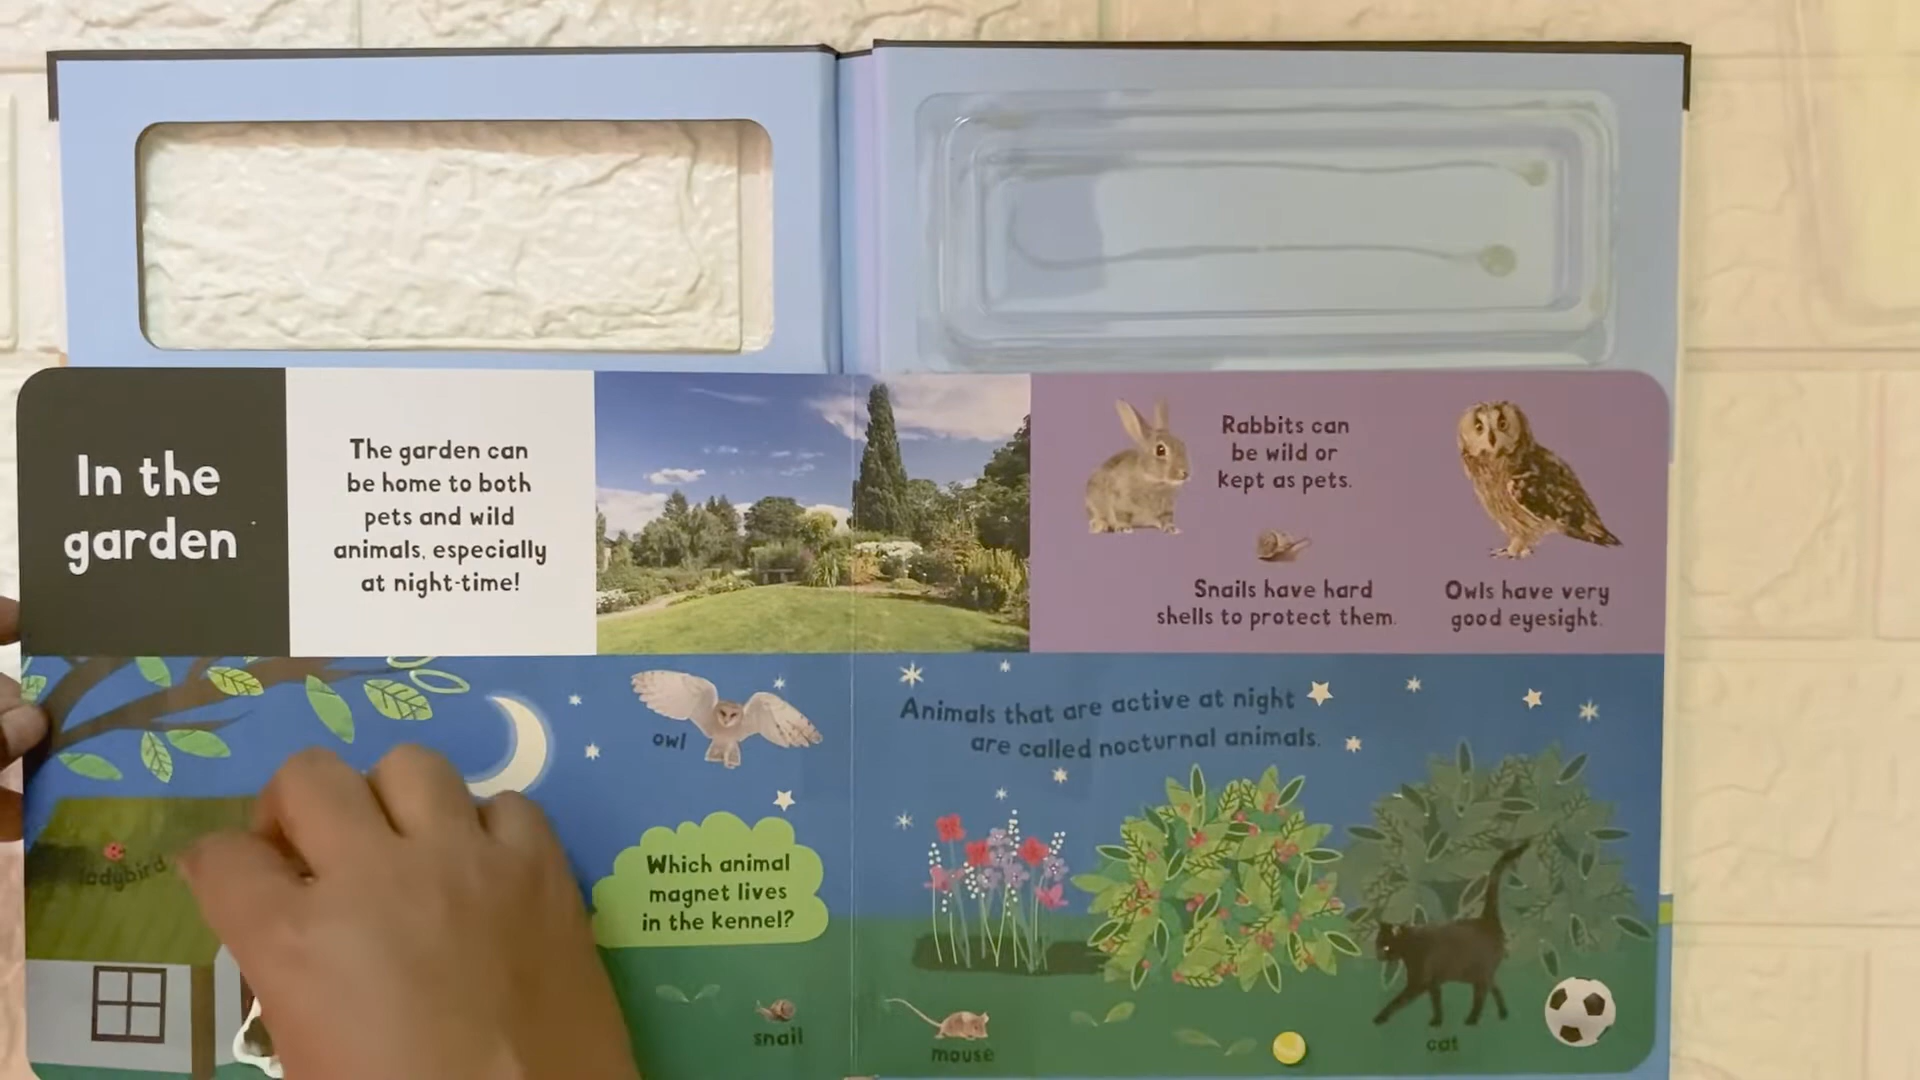 In the
garden
The garden can
be home to both
pets and wild
animals, especially
at night-time!
Rabbits can
be wild or
kept as pets.
Snails have hard
shells to protect them.
Owls have very
good eyesight.
owl
Animals that are active at night
are called nocturnal animals.
ladybird
Which animal
magnet lives
in the kennel?
snail
mouse
cat